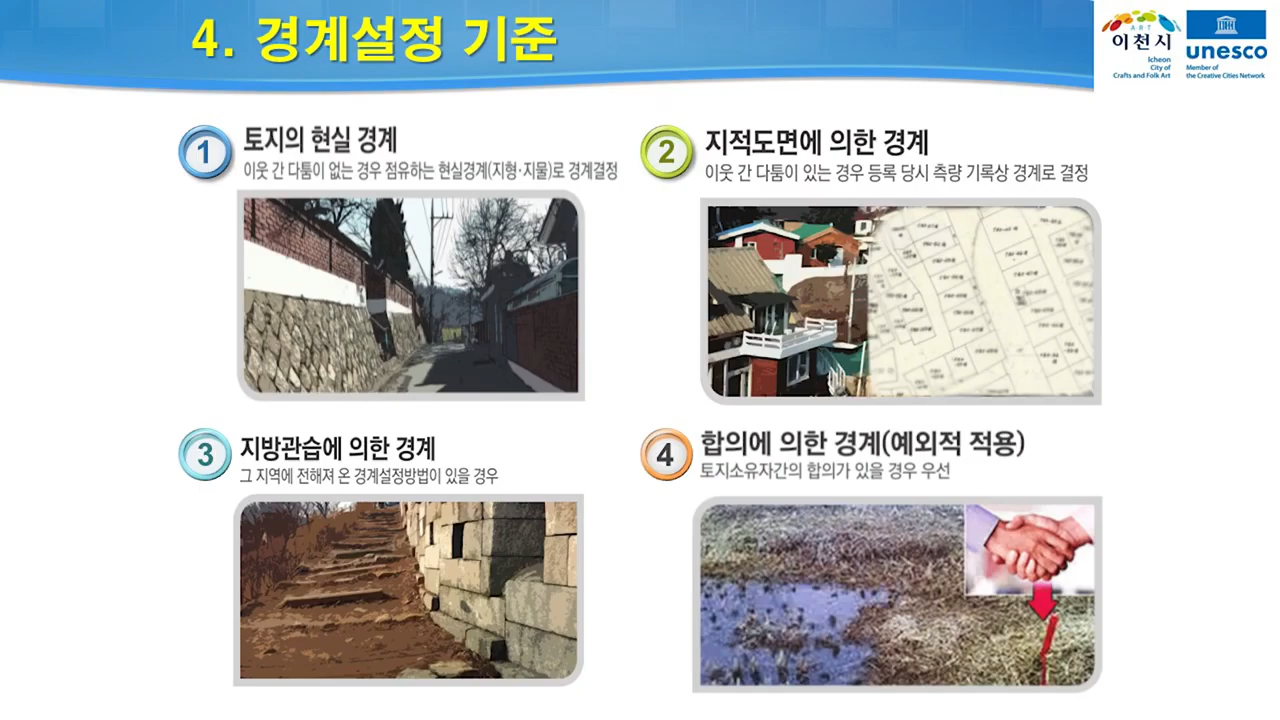 4. 경계설정 기준
ART
이천시
Icheon
City of
Crafts and Folk Art
unesco
Member of
the Creative Cities Network
1 토지의 현실 경계
이웃 간 다툼이 없는 경우 점유하는 현실경계(지형·지물)로 경계결정
2 지적도면에 의한 경계
이웃 간 다툼이 있는 경우 등록 당시 측량 기록상 경계로 결정
3 지방관습에 의한 경계
그 지역에 전해져 온 경계설정방법이 있을 경우
4 합의에 의한 경계(예외적 적용)
토지소유자간의 합의가 있을 경우 우선